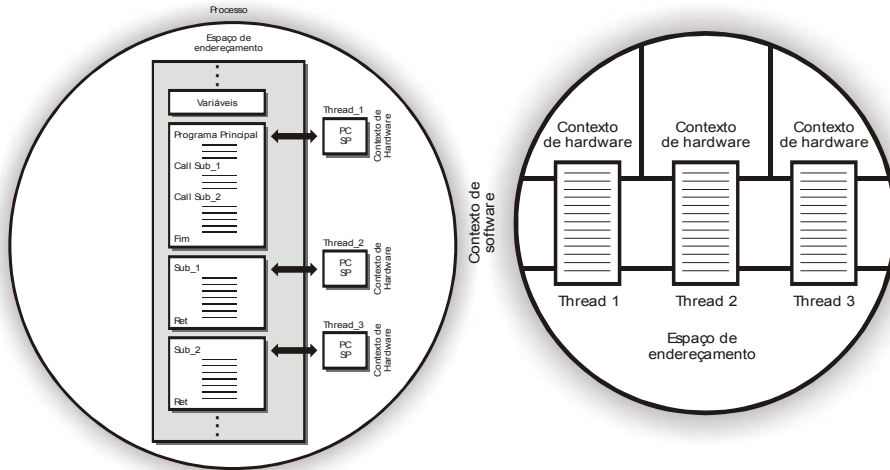 Processo
Espaço de
endereçamento
Variáveis
Programa Principal
Call Sub_1
Call Sub_2
Fim
Thread_1
PC
SP
Contexto de
Hardware
Sub_1
Ret
Thread_2
PC
SP
Contexto de
Hardware
Sub_2
Ret
Thread_3
PC
SP
Contexto de
Hardware
Contexto de
software
Contexto
de hardware
Contexto
de hardware
Contexto
de hardware
Thread 1
Thread 2
Thread 3
Espaço de
endereçamento